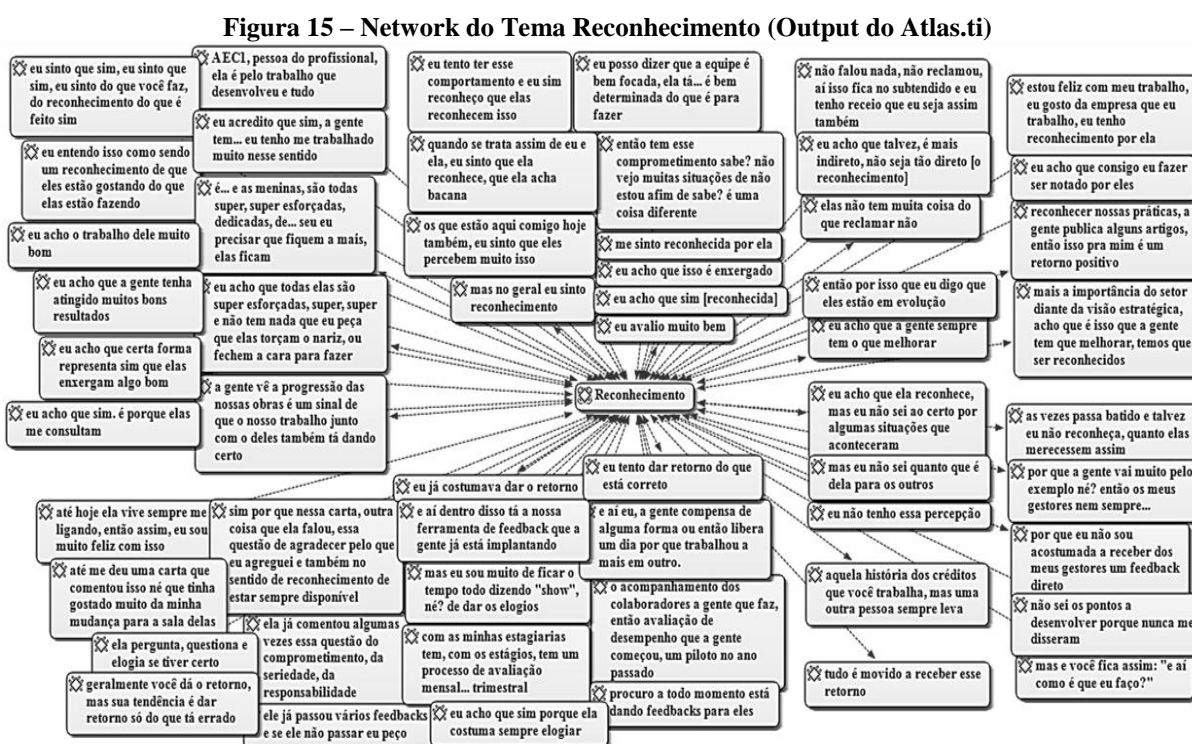 Figura 15 – Network do Tema Reconhecimento (Output do Atlas.ti)
eu sinto que sim, eu sinto que
sim, eu sinto do que você faz,
do reconhecimento do que é
feito sim
eu entendo isso como sendo
um reconhecimento de que
eles estão gostando do que
elas estão fazendo
eu acho o trabalho dele muito
bom
eu acho que a gente tenha
atingido muitos bons
resultados
eu acho que certa forma
representa sim que elas
enxergam algo bom
eu acho que sim. é porque elas
me consultam
AEC1, pessoa do profissional,
ela é pelo trabalho que
desenvolveu e tudo
eu acredito que sim, a gente
tem... eu tenho me trabalhado
muito nesse sentido
é... e as meninas, são todas
super, super esforçadas,
dedicadas, de... seu eu
precisar que fiquem a mais,
elas ficam
eu acho que todas elas são
super esforçadas, super, super
e não tem nada que eu peça
que elas torçam o nariz, ou
fechem a cara para fazer
a gente vê a progressão das
nossas obras é um sinal de
que o nosso trabalho junto
com o deles também tá dando
certo
eu tento ter esse
comportamento e eu sim
reconheço que elas
reconhecem isso
quando se trata assim de eu e
ela, eu sinto que ela
reconhece, que ela acha
bacana
os que estão aqui comigo hoje
também, eu sinto que eles
percebem muito isso
mas no geral eu sinto
reconhecimento
eu posso dizer que a equipe é
bem focada, ela tá... é bem
determinada do que é para
fazer
então tem esse
comprometimento sabe? não
vejo muitas situações de não
estou afim de sabe? é uma
coisa diferente
me sinto reconhecida por ela
eu acho que isso é enxergado
eu acho que sim [reconhecida]
eu avalio muito bem
não falou nada, não reclamou,
aí isso fica no subtendido e eu
tenho receio que eu seja assim
também
eu acho que talvez, é mais
indireto, não seja tão direto [o
reconhecimento]
elas não tem muita coisa do
que reclamar não
então por isso que eu digo que
eles estão em evolução
eu acho que a gente sempre
tem o que melhorar
estou feliz com meu trabalho,
eu gosto da empresa que eu
trabalho, eu tenho
reconhecimento por ela
eu acho que consigo eu fazer
ser notado por eles
reconhecer nossas práticas, a
gente publica alguns artigos,
então isso pra mim é um
retorno positivo
mais a importância do setor
diante da visão estratégica,
acho que é isso que a gente
tem que melhorar, temos que
ser reconhecidos
Reconhecimento
eu acho que ela reconhece,
mas eu não sei ao certo por
algumas situações que
aconteceram
mas eu não sei quanto que é
dela para os outros
eu não tenho essa percepção
aquela história dos créditos
que você trabalha, mas uma
outra pessoa sempre leva
tudo é movido a receber esse
retorno
as vezes passa batido e talvez
eu não reconheça, quanto elas
merecessem assim
por que a gente vai muito pelo
exemplo né? então os meus
gestores nem sempre...
por que eu não sou
acostumada a receber dos
meus gestores um feedback
direto
não sei os pontos a
desenvolver porque nunca me
disseram
mas e você fica assim: "e aí
como é que eu faço?"
até hoje ela vive sempre me
ligando, então assim, eu sou
muito feliz com isso
até me deu uma carta que
comentou isso né que tinha
gostado muito da minha
mudança para a sala delas
ela pergunta, questiona e
elogia se tiver certo
geralmente você dá o retorno,
mas sua tendência é dar
retorno só do que tá errado
sim por que nessa carta, outra
coisa que ela falou, essa
questão de agradecer pelo que
eu agreguei e também no
sentido de reconhecimento de
estar sempre disponível
ela já comentou algumas
vezes essa questão do
comprometimento, da
seriedade, da
responsabilidade
ele já passou vários feedbacks
e se ele não passar eu peço
eu já costumava dar o retorno
e aí dentro disso tá a nossa
ferramenta de feedback que a
gente já está implantando
mas eu sou muito de ficar o
tempo todo dizendo "show",
né? de dar os elogios
com as minhas estagiarias
tem, com os estágios, tem um
processo de avaliação
mensal... trimestral
eu acho que sim porque ela
costuma sempre elogiar
eu tento dar retorno do que
está correto
e aí eu, a gente compensa de
alguma forma ou então libera
um dia por que trabalhou a
mais em outro.
o acompanhamento dos
colaboradores a gente que faz,
então avaliação de
desempenho que a gente
começou, um piloto no ano
passado
procuro a todo momento está
dando feedbacks para eles